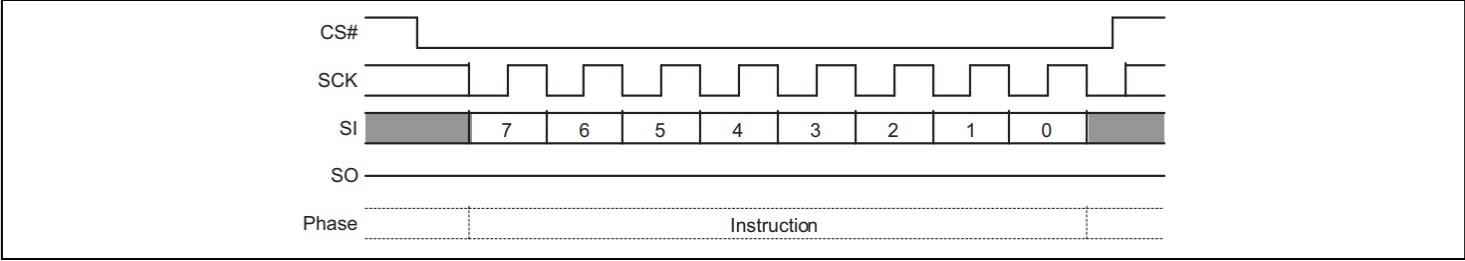 CS#
SCK
SI 7 6 5 4 3 2 1 0
SO
Phase Instruction